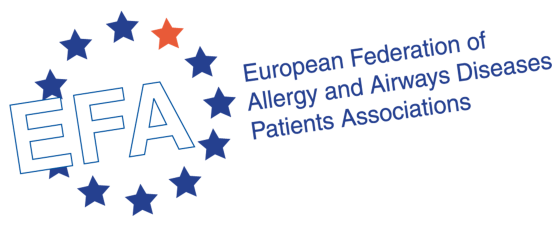 EFA
European Federation of
Allergy and Airways Diseases
Patients Associations